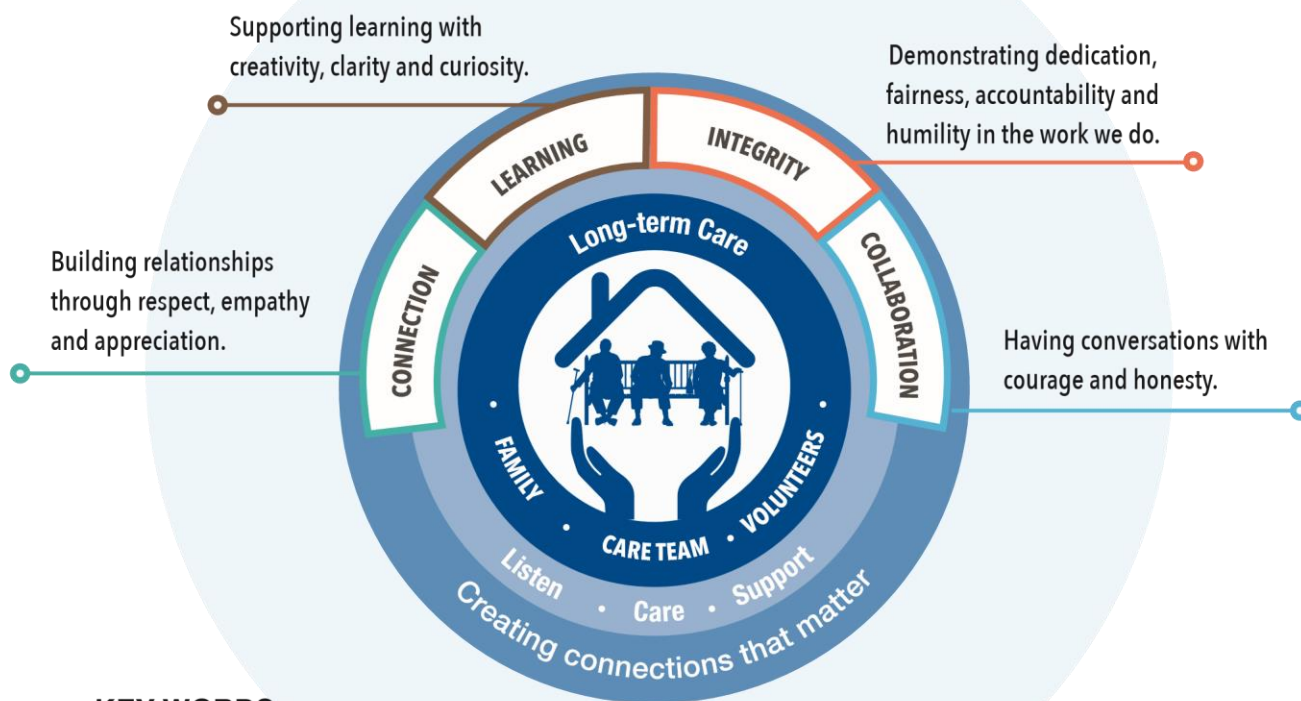 Supporting learning with
creativity, clarity and curiosity.
Demonstrating dedication,
fairness, accountability and
humility in the work we do.
Building relationships
through respect, empathy
and appreciation.
Having conversations with
courage and honesty.
CONNECTION
LEARNING
INTEGRITY
COLLABORATION
Long-term Care
• FAMILY • CARE TEAM • VOLUNTEERS •
Listen • Care • Support
Creating connections that matter
KEY WORDS